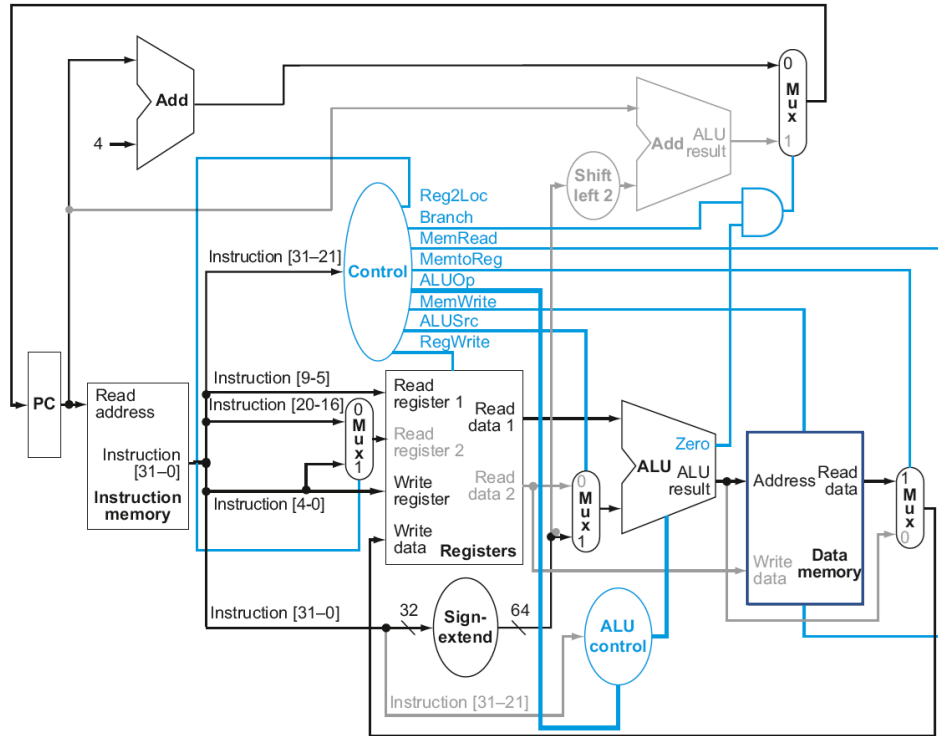 0
M
u
x
1
Add
4
Add
ALU
result
Shift
left 2
Reg2Loc
Branch
MemRead
MemtoReg
ALUOp
MemWrite
ALUSrc
RegWrite
Control
Instruction [31–21]
PC
Read
address
Instruction
[31–0]
Instruction
memory
Instruction [9-5]
Instruction [20-16]
0
M
u
x
1
Instruction [4-0]
Read
register 1
Read
data 1
Read
register 2
Write
register
Read
data 2
Write
data
Registers
0
M
u
x
1
Zero
ALU
ALU
result
Address
Read
data
Write
data
Data
memory
1
M
u
x
0
Instruction [31–0]
32
Sign-
extend
64
ALU
control
Instruction [31–21]